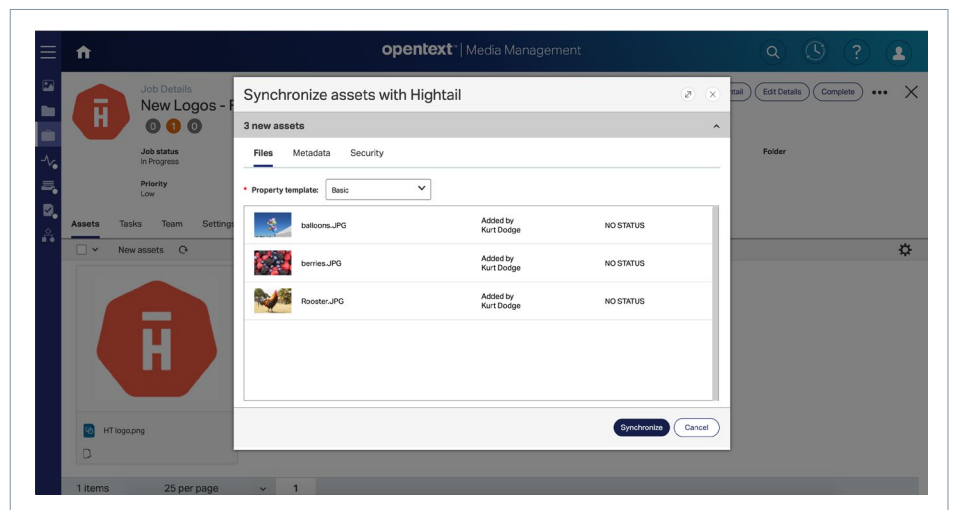 opentext™ | Media Management
Job Details
New Logos - F
0 1 0
Job status
In Progress
Priority
Low
Edit Details
Complete
Folder
Assets Tasks Team Settings
New assets
HT logo.png
1 items 25 per page 1
Synchronize assets with Hightail
3 new assets
Files Metadata Security
* Property template: Basic
balloons.JPG Added by Kurt Dodge NO STATUS
berries.JPG Added by Kurt Dodge NO STATUS
Rooster.JPG Added by Kurt Dodge NO STATUS
Synchronize Cancel